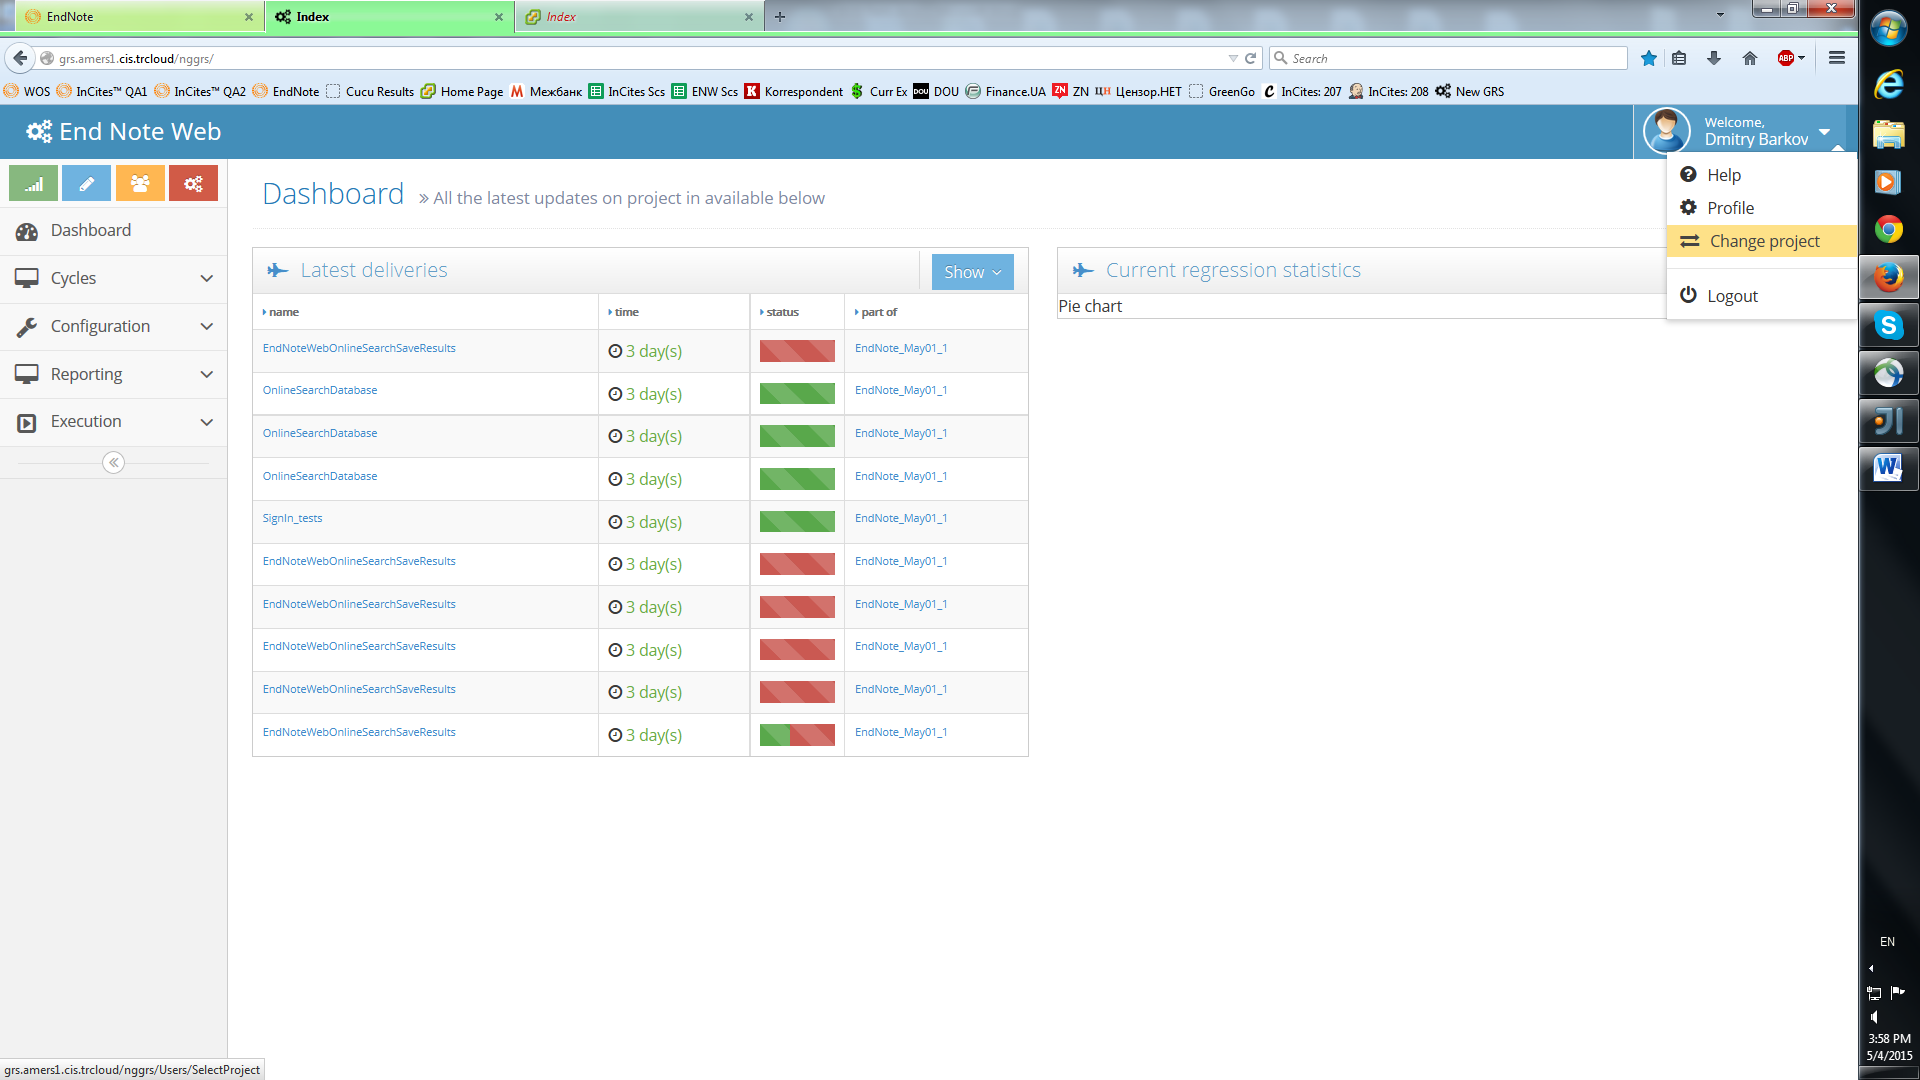 EndNote
Index
Index
grs.amers1.cis.trcloud/nggrs/
Search
ABP
WOS InCites™ QA1 InCites™ QA2 EndNote Cucu Results Home Page Межбанк InCites Scs ENW Scs Korrespondent Curr Ex DOU Finance.UA ZN Цензор.НЕТ GreenGo InCites: 207 InCites: 208 New GRS
End Note Web
Welcome,
Dmitry Barkov
Help
Profile
Change project
Logout
Dashboard
Cycles
Configuration
Reporting
Execution
Dashboard » All the latest updates on project in available below
Latest deliveries
Show
name time status part of
EndNoteWebOnlineSearchSaveResults 3 day(s) EndNote_May01_1
OnlineSearchDatabase 3 day(s) EndNote_May01_1
OnlineSearchDatabase 3 day(s) EndNote_May01_1
OnlineSearchDatabase 3 day(s) EndNote_May01_1
SignIn_tests 3 day(s) EndNote_May01_1
EndNoteWebOnlineSearchSaveResults 3 day(s) EndNote_May01_1
EndNoteWebOnlineSearchSaveResults 3 day(s) EndNote_May01_1
EndNoteWebOnlineSearchSaveResults 3 day(s) EndNote_May01_1
EndNoteWebOnlineSearchSaveResults 3 day(s) EndNote_May01_1
EndNoteWebOnlineSearchSaveResults 3 day(s) EndNote_May01_1
Current regression statistics
Pie chart
EN
3:58 PM
5/4/2015
grs.amers1.cis.trcloud/nggrs/Users/SelectProject